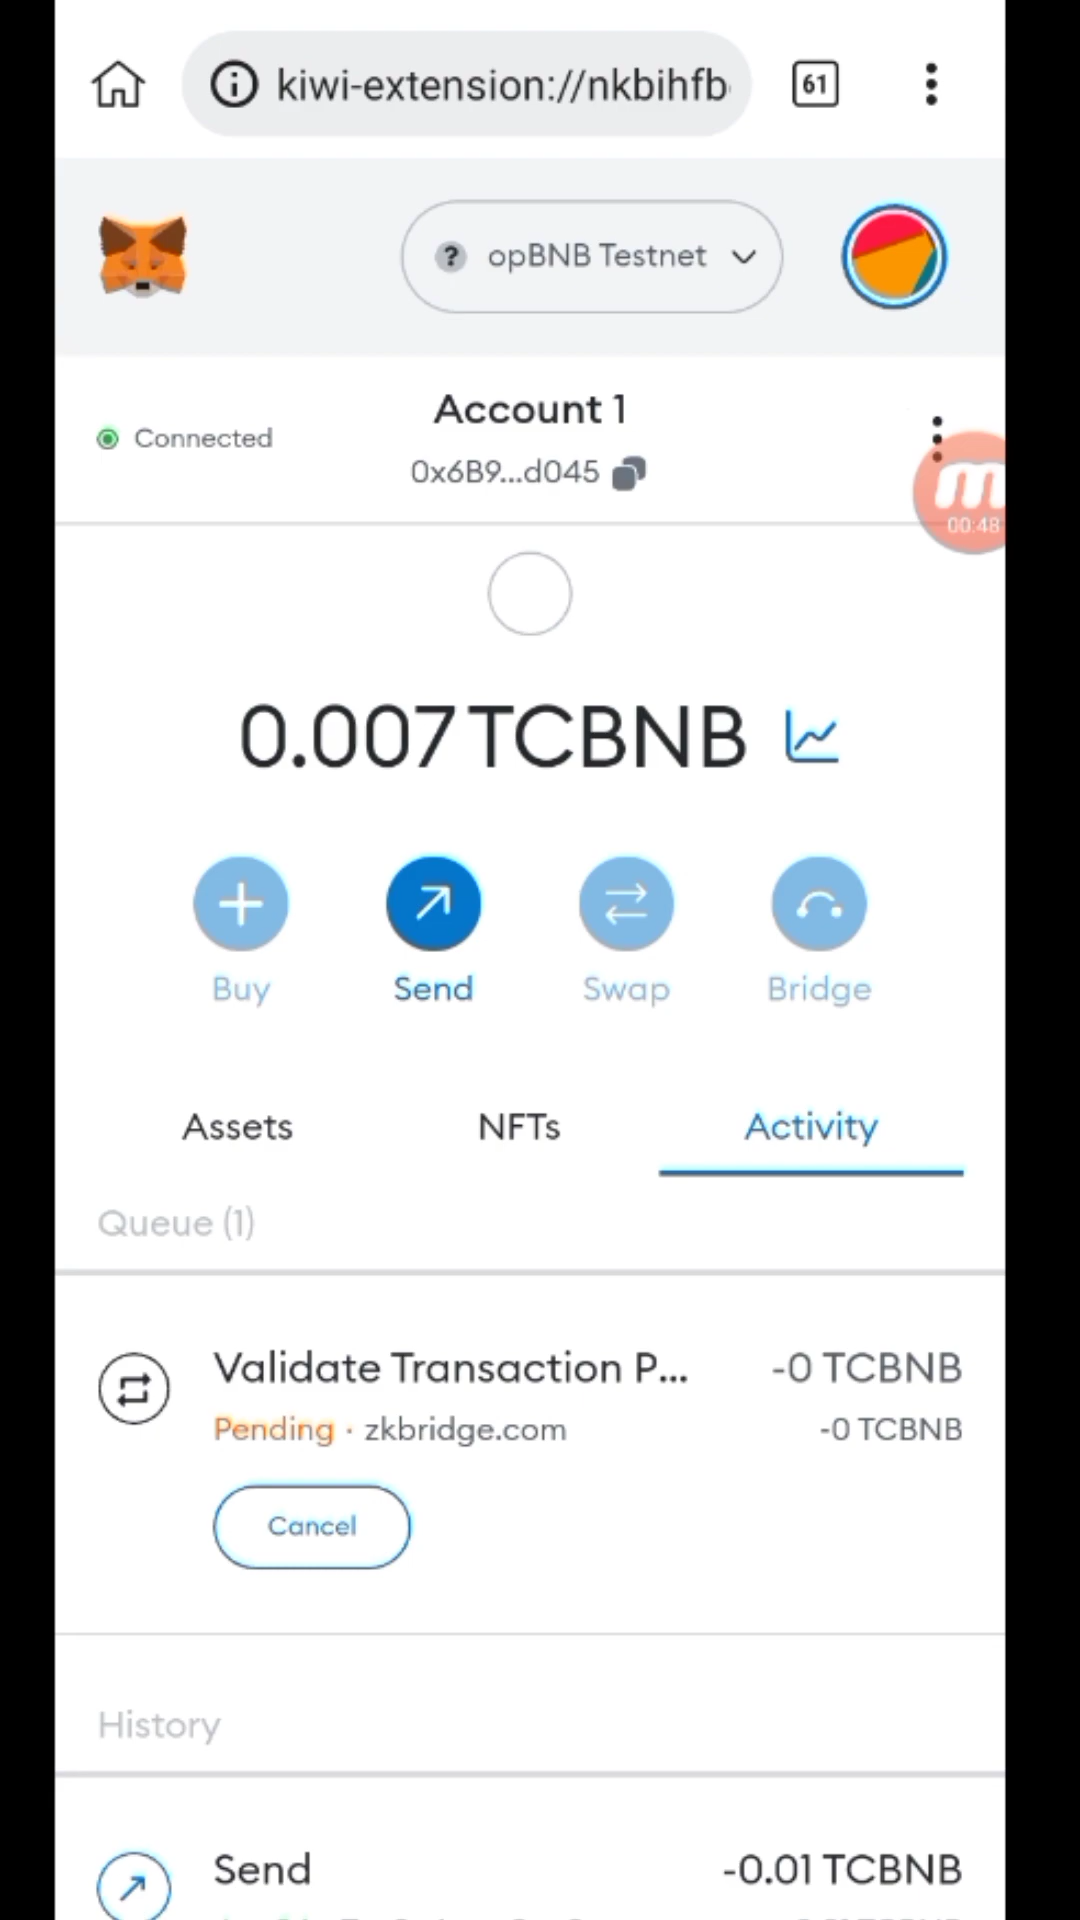 kiwi-extension://nkbihfb
61
? opBNB Testnet
Account 1
Connected
0x6B9...d045
m
00:48
0.007 TCBNB
Buy
Send
Swap
Bridge
Assets
NFTs
Activity
Queue (1)
Validate Transaction P...
-0 TCBNB
Pending · zkbridge.com
-0 TCBNB
Cancel
History
Send
-0.01 TCBNB